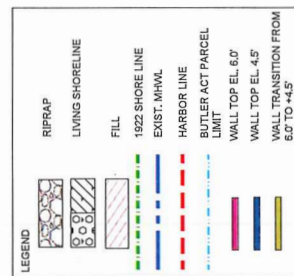 LEGEND
RIPRAP
LIVING SHORELINE
FILL
1922 SHORE LINE
EXIST. MHWL
HARBOR LINE
BUTLER ACT PARCEL
LIMIT
WALL TOP EL. 6.0'
WALL TOP EL. 4.5'
WALL TRANSITION FROM
6.0' TO +4.5'